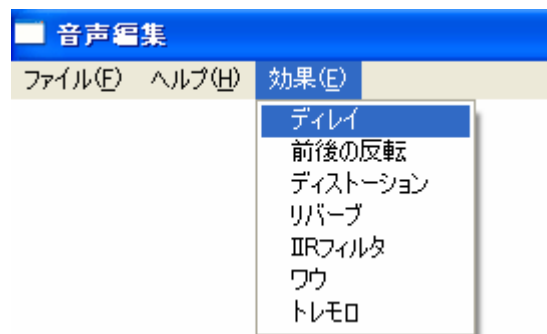 音声編集
ファイル(F) ヘルプ(H) 効果(E)
ディレイ
前後の反転
ディストーション
リバーブ
IIRフィルタ
ワウ
トレモロ